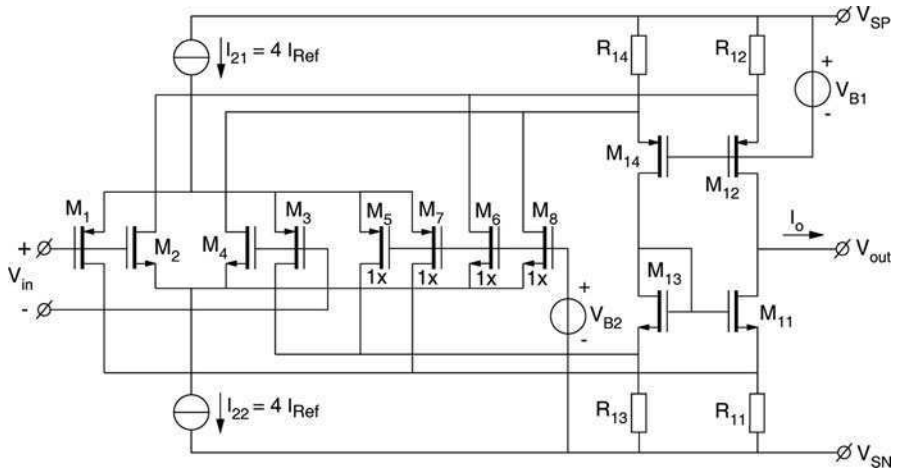 V_SP
I_21 = 4 I_Ref
R_14
R_12
+
V_B1
-
M_14
M_12
M_1
M_2
M_4
M_3
M_5
M_7
M_6
M_8
I_o
V_out
+
V_in
-
1x
1x
1x
1x
M_13
M_11
+
V_B2
-
I_22 = 4 I_Ref
R_13
R_11
V_SN